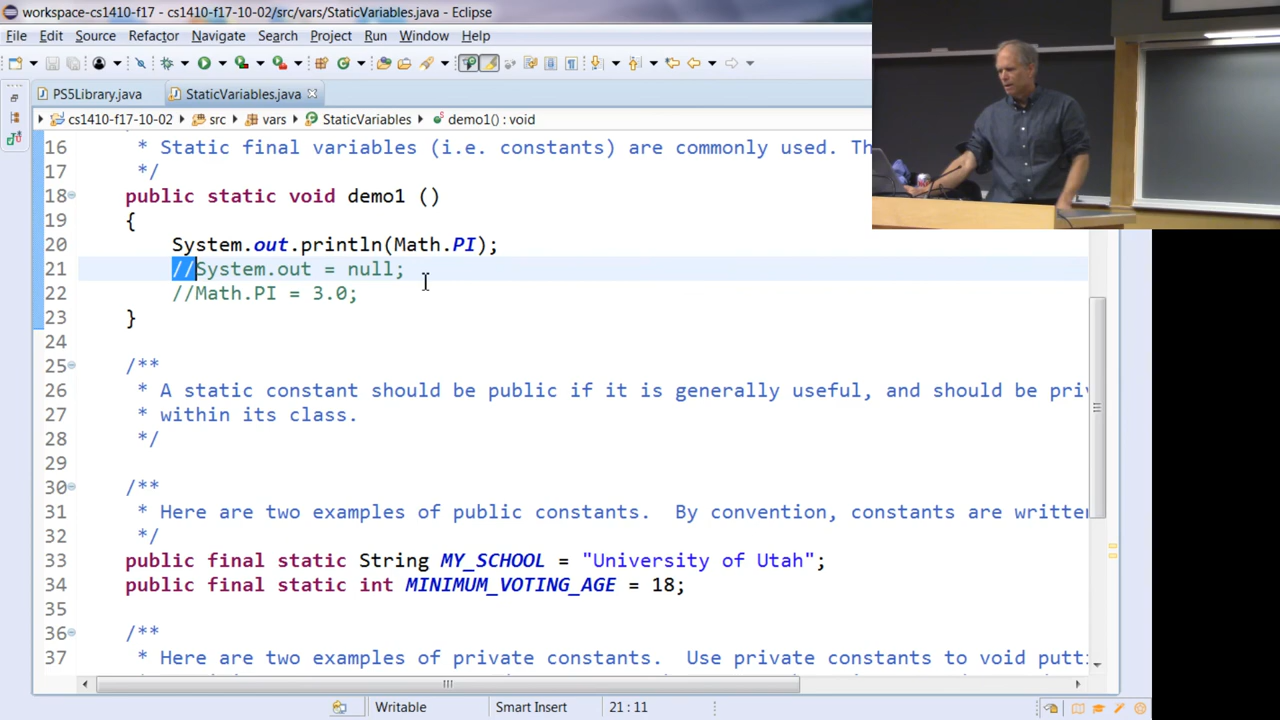 workspace-cs1410-f17 - cs1410-f17-10-02/src/vars/StaticVariables.java - Eclipse
File Edit Source Refactor Navigate Search Project Run Window Help
PS5Library.java StaticVariables.java
cs1410-f17-10-02 src vars StaticVariables demo1() : void
16 * Static final variables (i.e. constants) are commonly used. Th
17 */
18 public static void demo1 ()
19 {
20 System.out.println(Math.PI);
21 //System.out = null;
22 //Math.PI = 3.0;
23 }
24
25 /**
26 * A static constant should be public if it is generally useful, and should be priv
27 * within its class.
28 */
29
30 /**
31 * Here are two examples of public constants.  By convention, constants are written
32 */
33 public final static String MY_SCHOOL = "University of Utah";
34 public final static int MINIMUM_VOTING_AGE = 18;
35
36 /**
37 * Here are two examples of private constants.  Use private constants to void putti
Writable Smart Insert 21 : 11